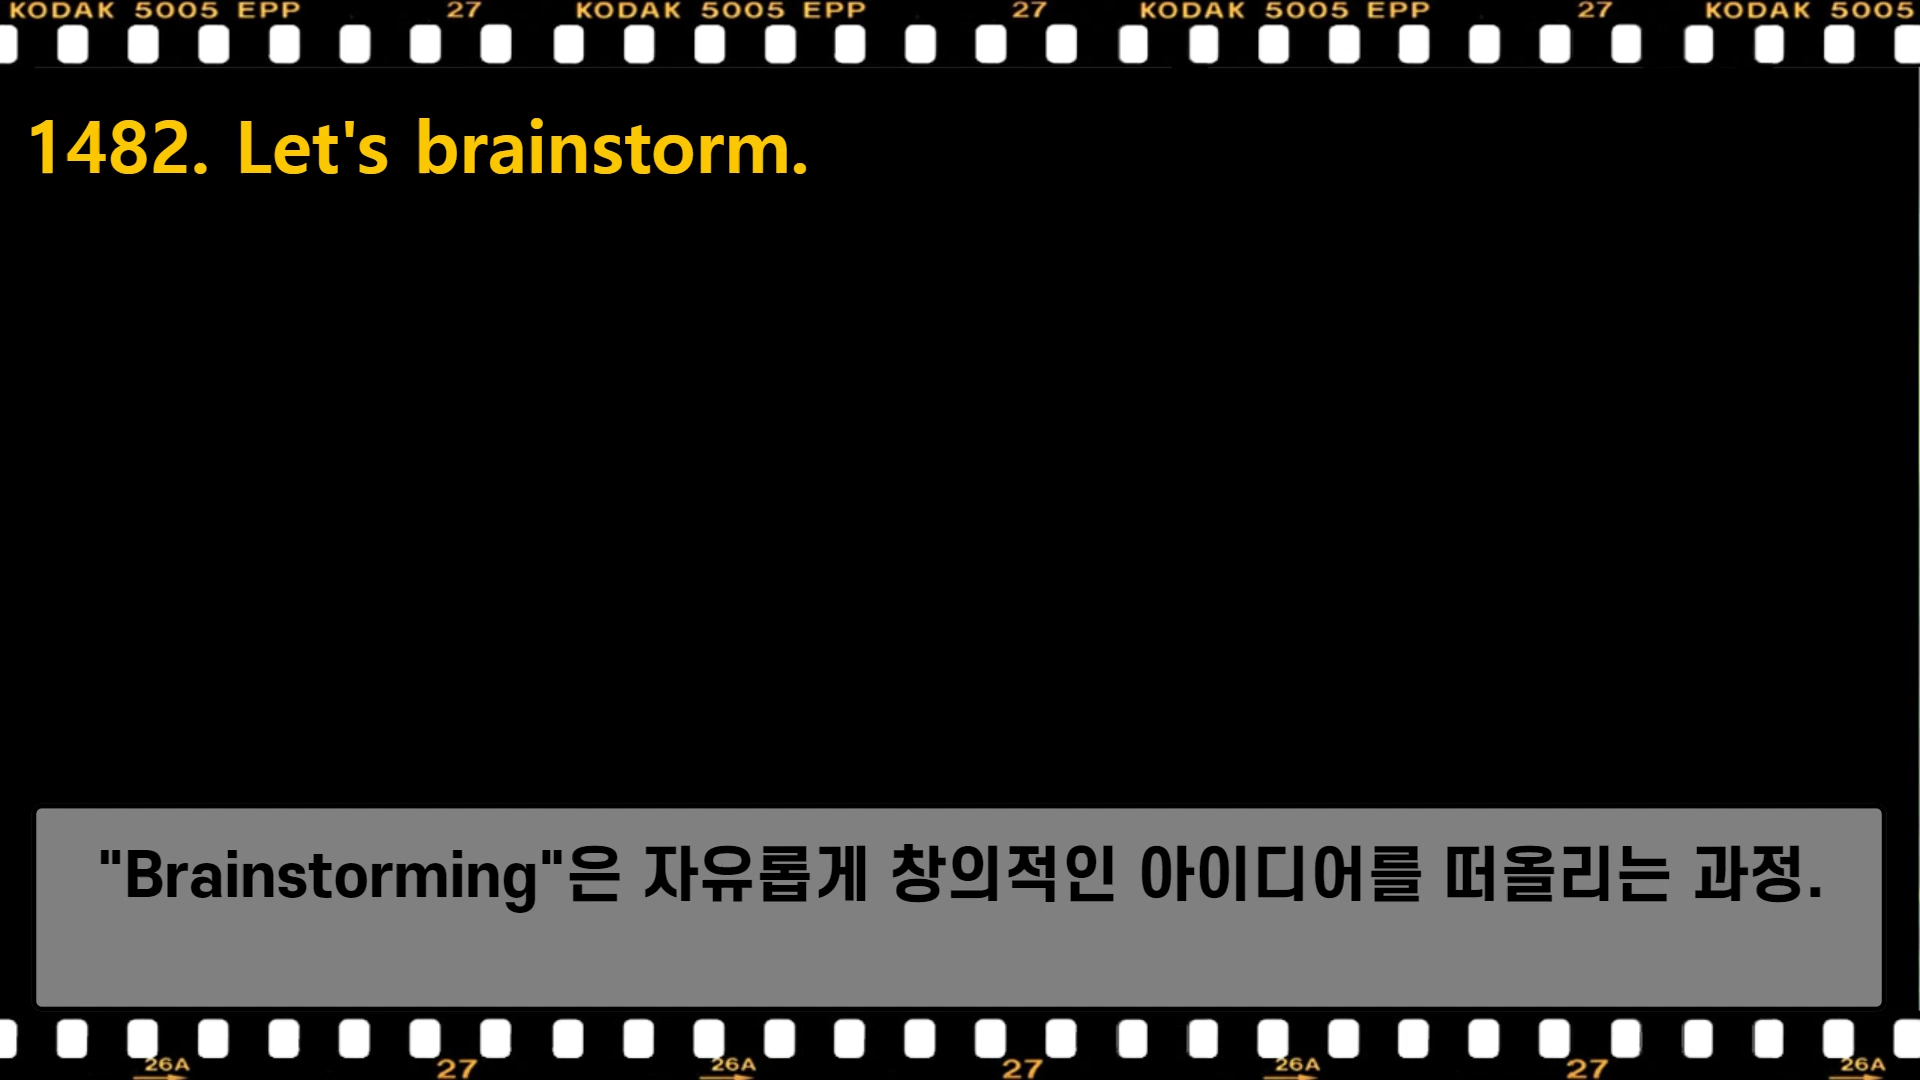 KODAK 5005 EPP 27 KODAK 5005 EPP 27 KODAK 5005 EPP 27 KODAK 5005
1482. Let's brainstorm.
"Brainstorming"은 자유롭게 창의적인 아이디어를 떠올리는 과정.
26A 27 26A 27 26A 27 26A